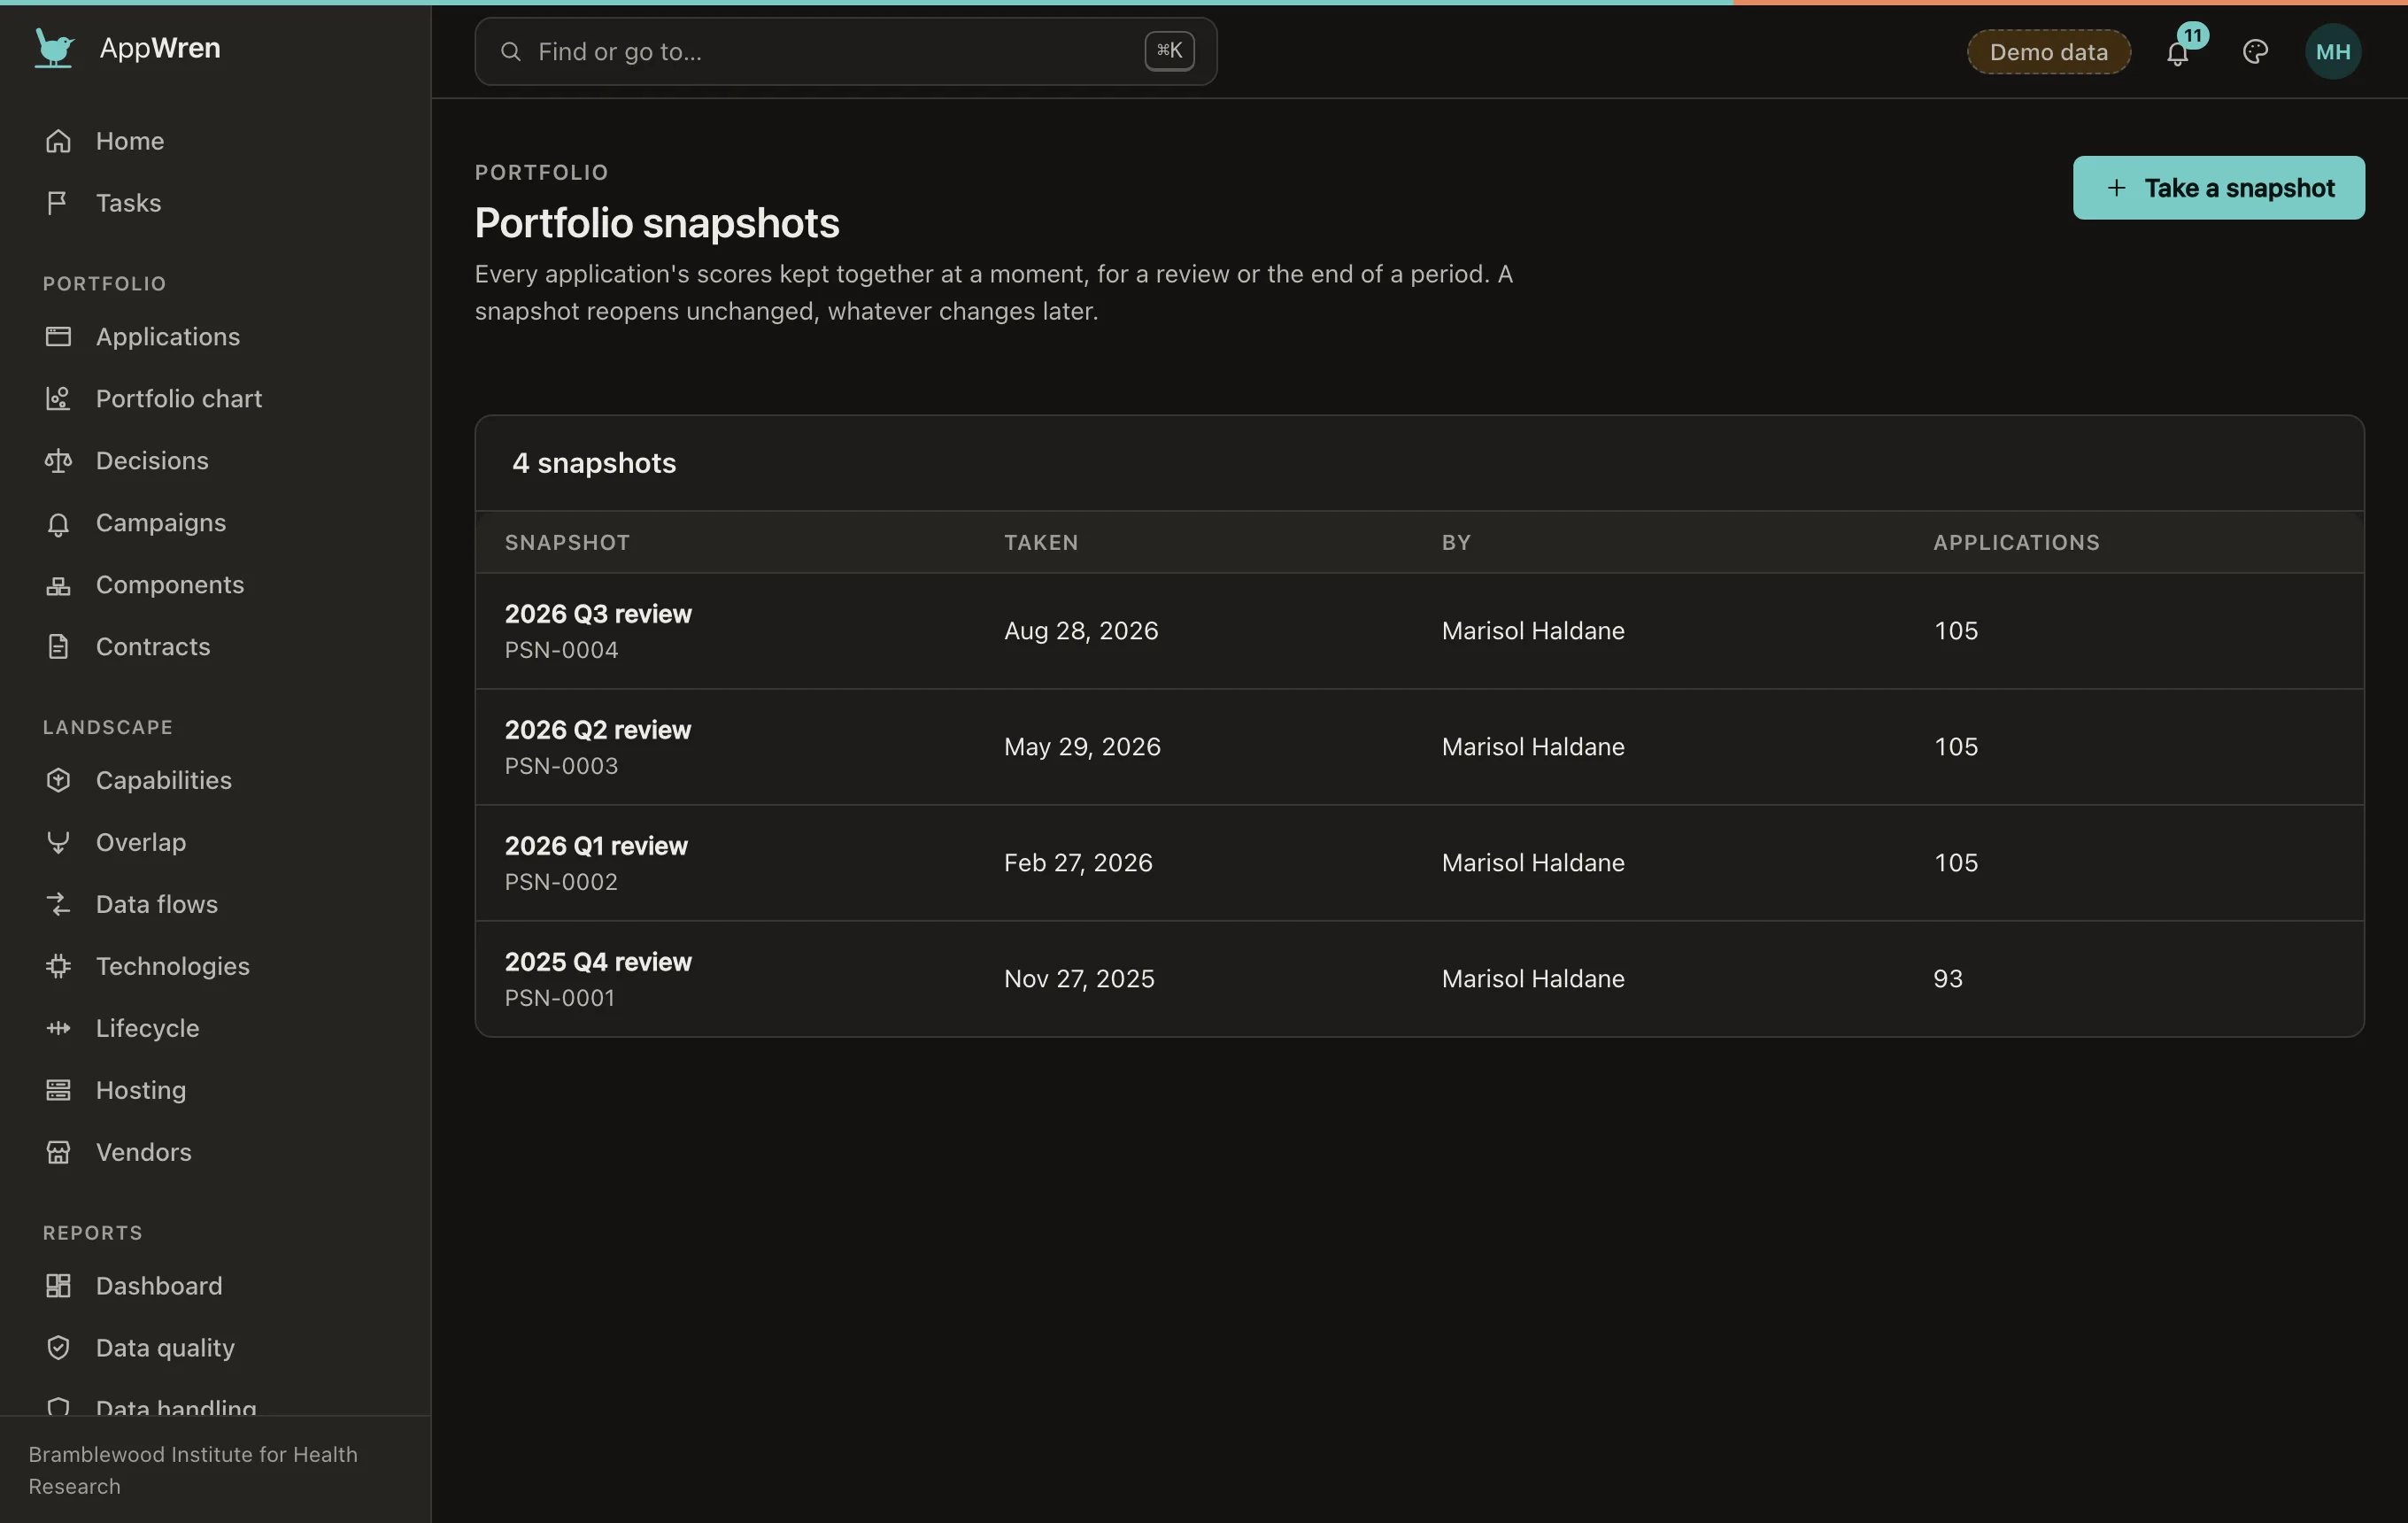 AppWren
Find or go to...
⌘K
Demo data
11
MH
Home
Tasks
PORTFOLIO
Applications
Portfolio chart
Decisions
Campaigns
Components
Contracts
LANDSCAPE
Capabilities
Overlap
Data flows
Technologies
Lifecycle
Hosting
Vendors
REPORTS
Dashboard
Data quality
Data handling
Bramblewood Institute for Health
Research
PORTFOLIO
Portfolio snapshots
Every application's scores kept together at a moment, for a review or the end of a period. A
snapshot reopens unchanged, whatever changes later.
+ Take a snapshot
4 snapshots
SNAPSHOT TAKEN BY APPLICATIONS
2026 Q3 review
PSN-0004
Aug 28, 2026 Marisol Haldane 105
2026 Q2 review
PSN-0003
May 29, 2026 Marisol Haldane 105
2026 Q1 review
PSN-0002
Feb 27, 2026 Marisol Haldane 105
2025 Q4 review
PSN-0001
Nov 27, 2025 Marisol Haldane 93